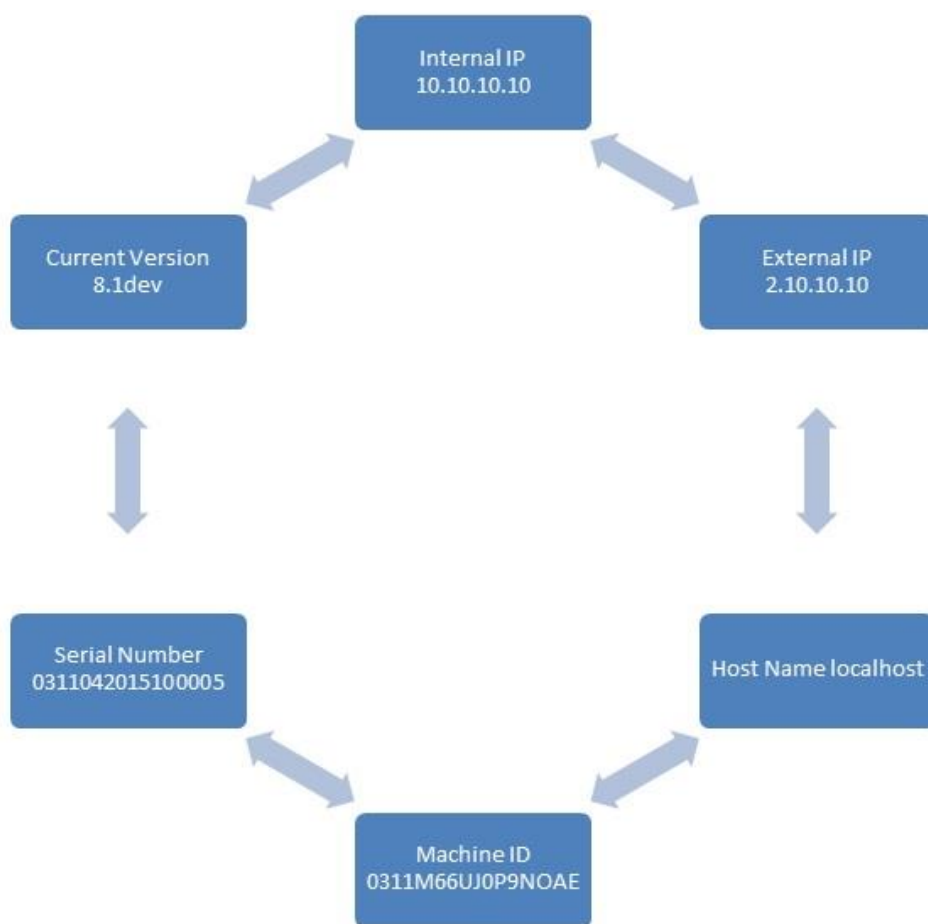 Internal IP
10.10.10.10
Current Version
8.1dev
External IP
2.10.10.10
Serial Number
0311042015100005
Host Name localhost
Machine ID
0311M66UJ0P9NOAE